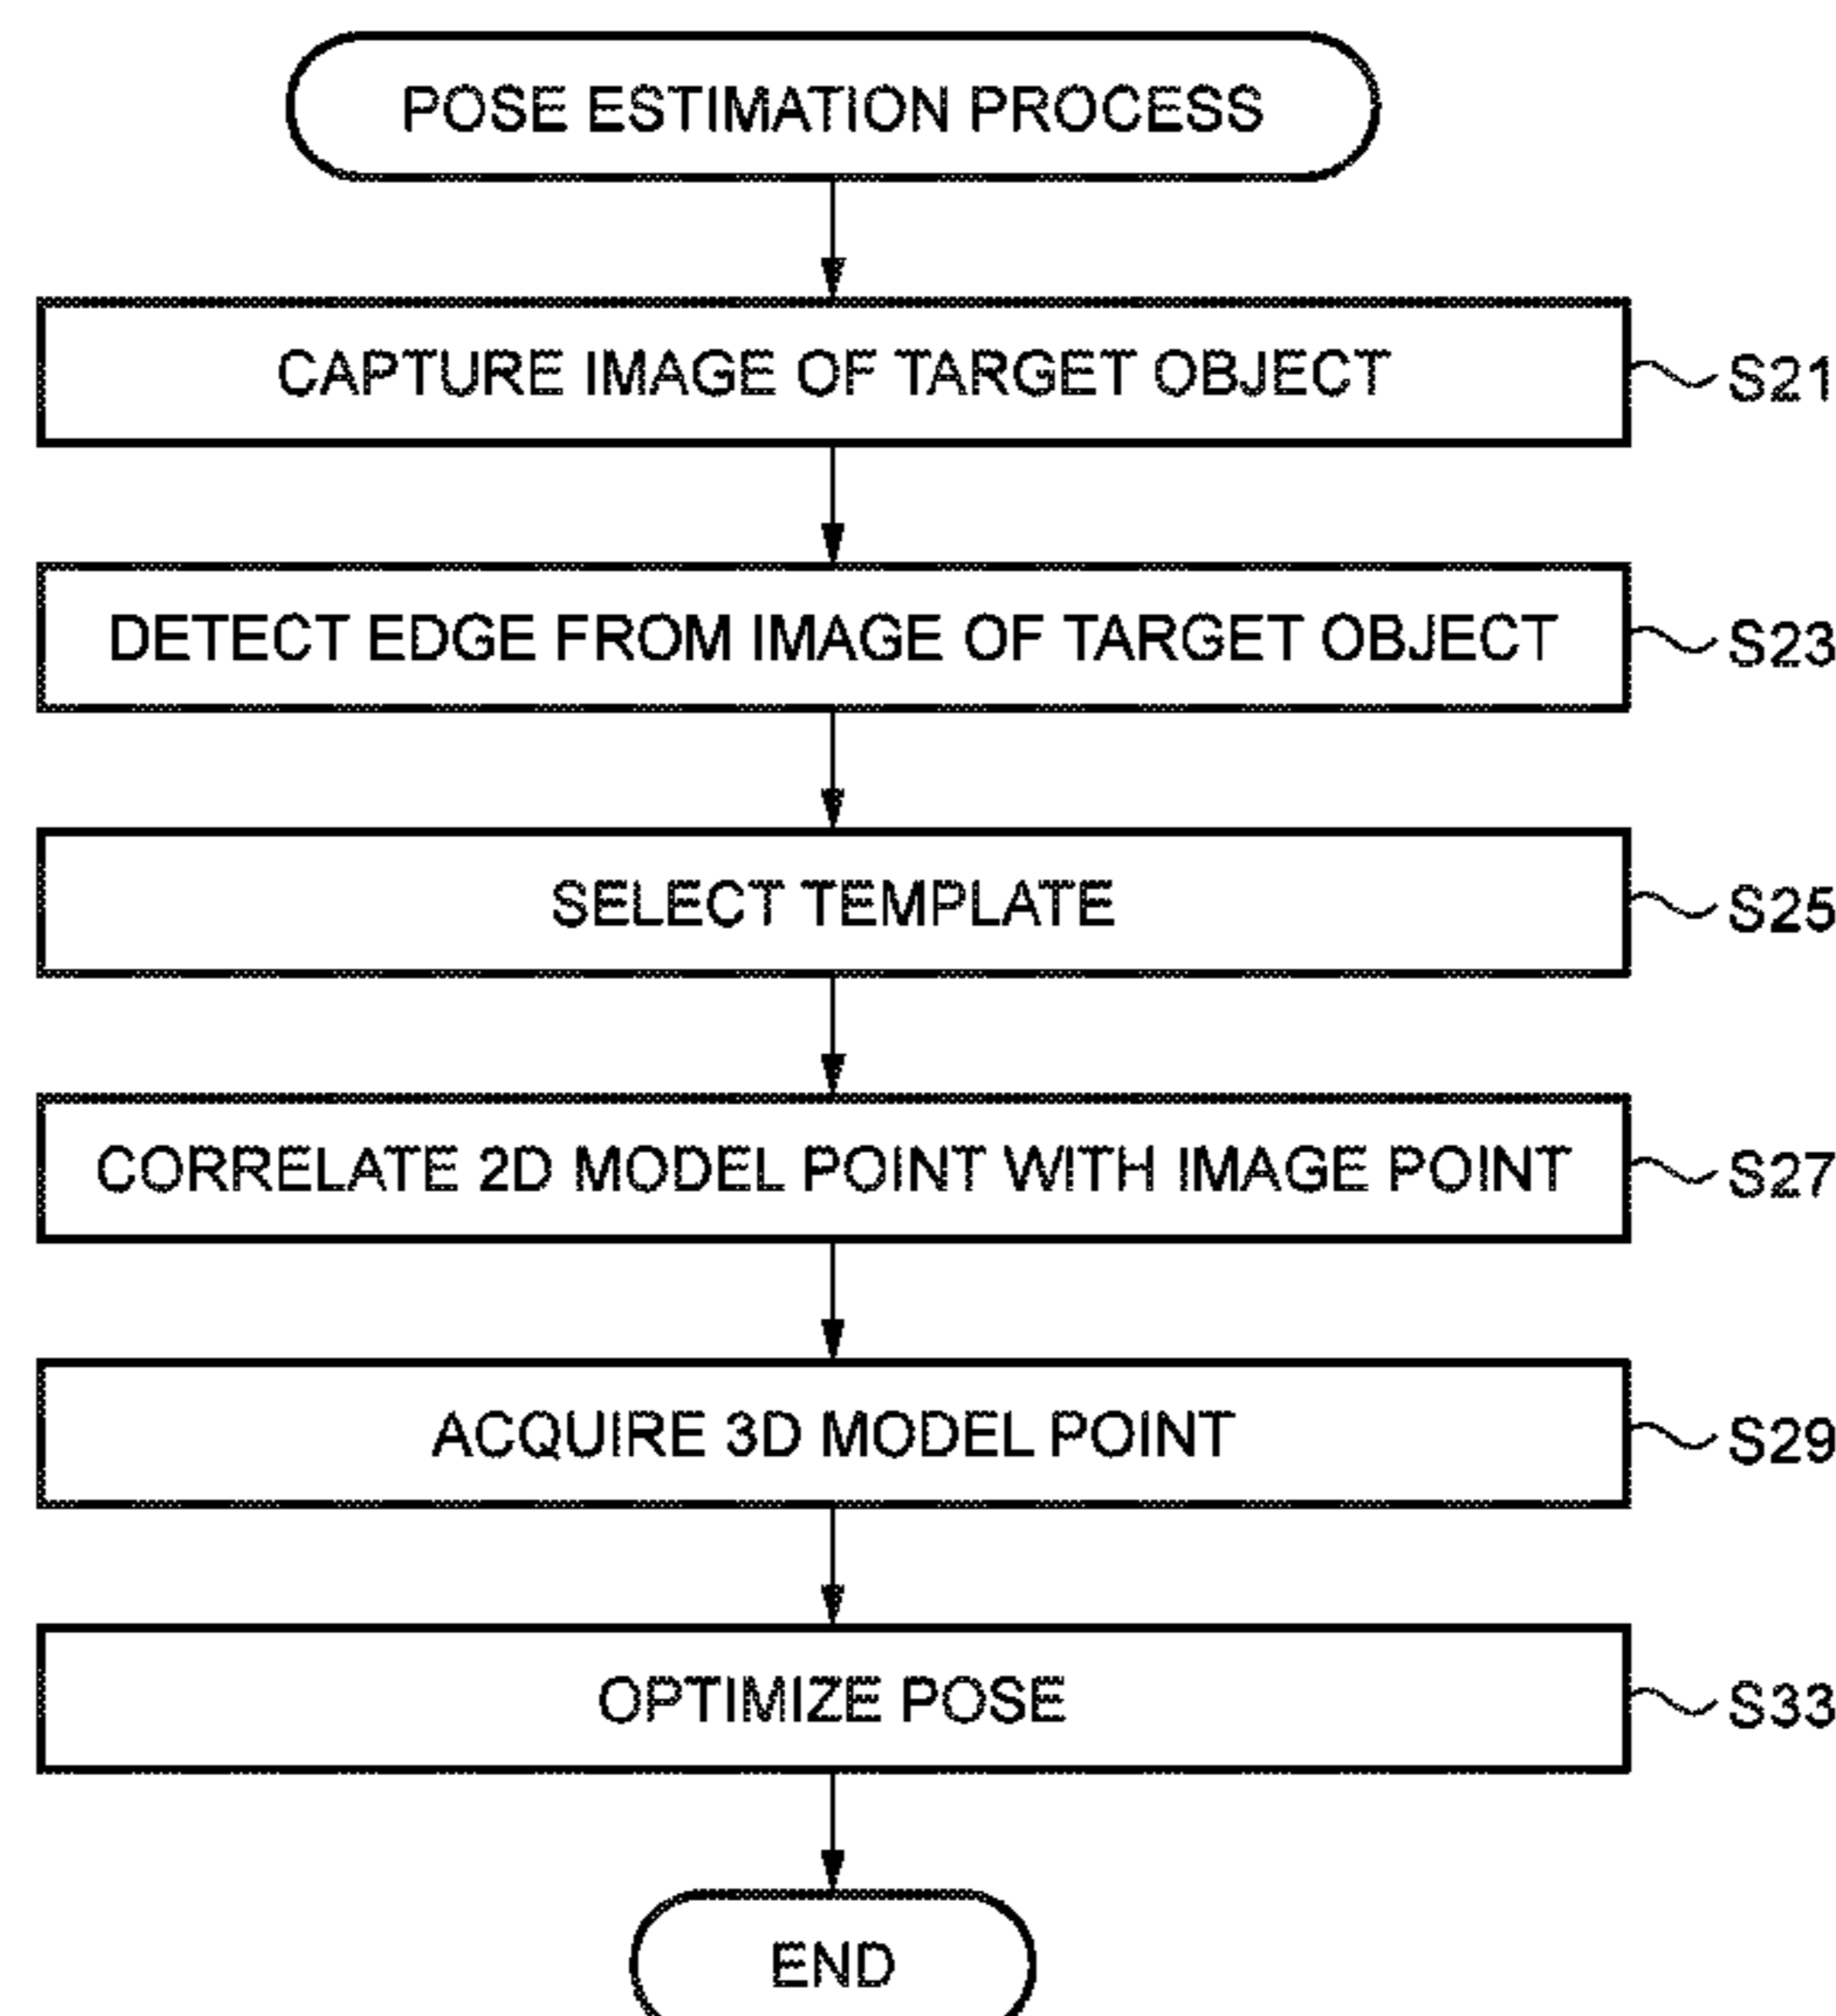 POSE ESTIMATION PROCESS
CAPTURE IMAGE OF TARGET OBJECT
S21
DETECT EDGE FROM IMAGE OF TARGET OBJECT
S23
SELECT TEMPLATE
S25
CORRELATE 2D MODEL POINT WITH IMAGE POINT
S27
ACQUIRE 3D MODEL POINT
S29
OPTIMIZE POSE
S33
END